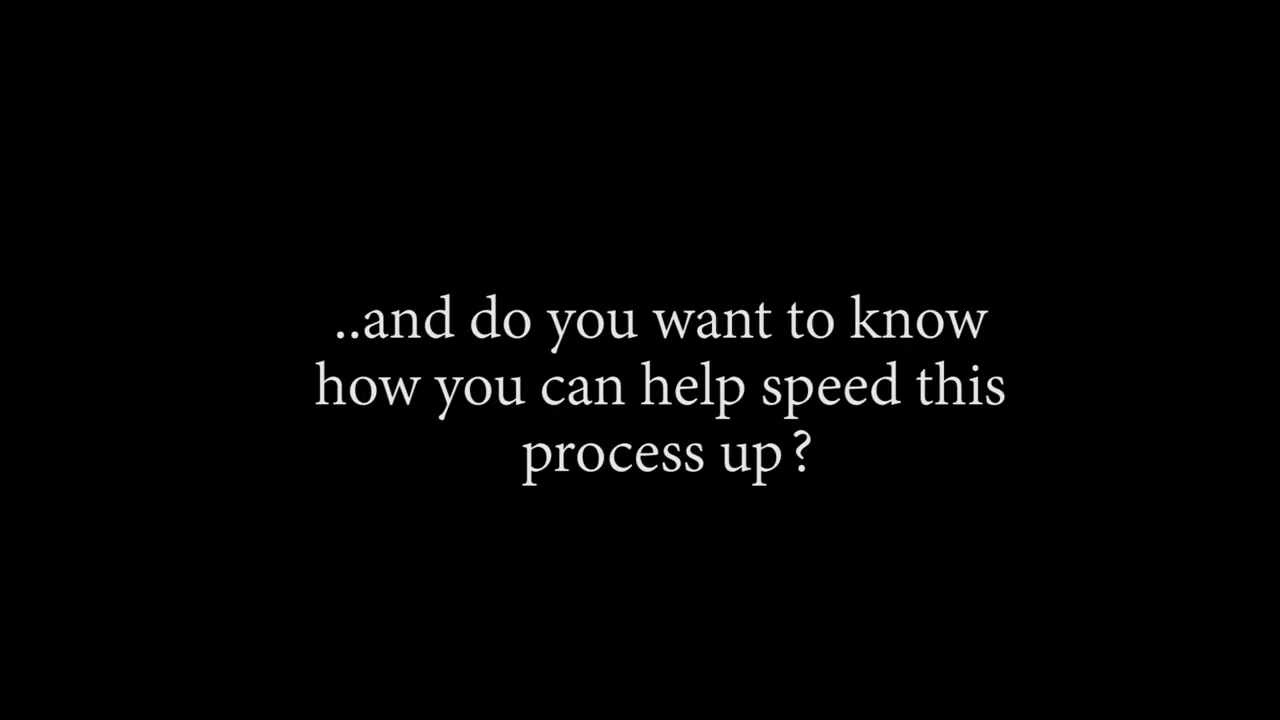 ..and do you want to know
how you can help speed this
process up?